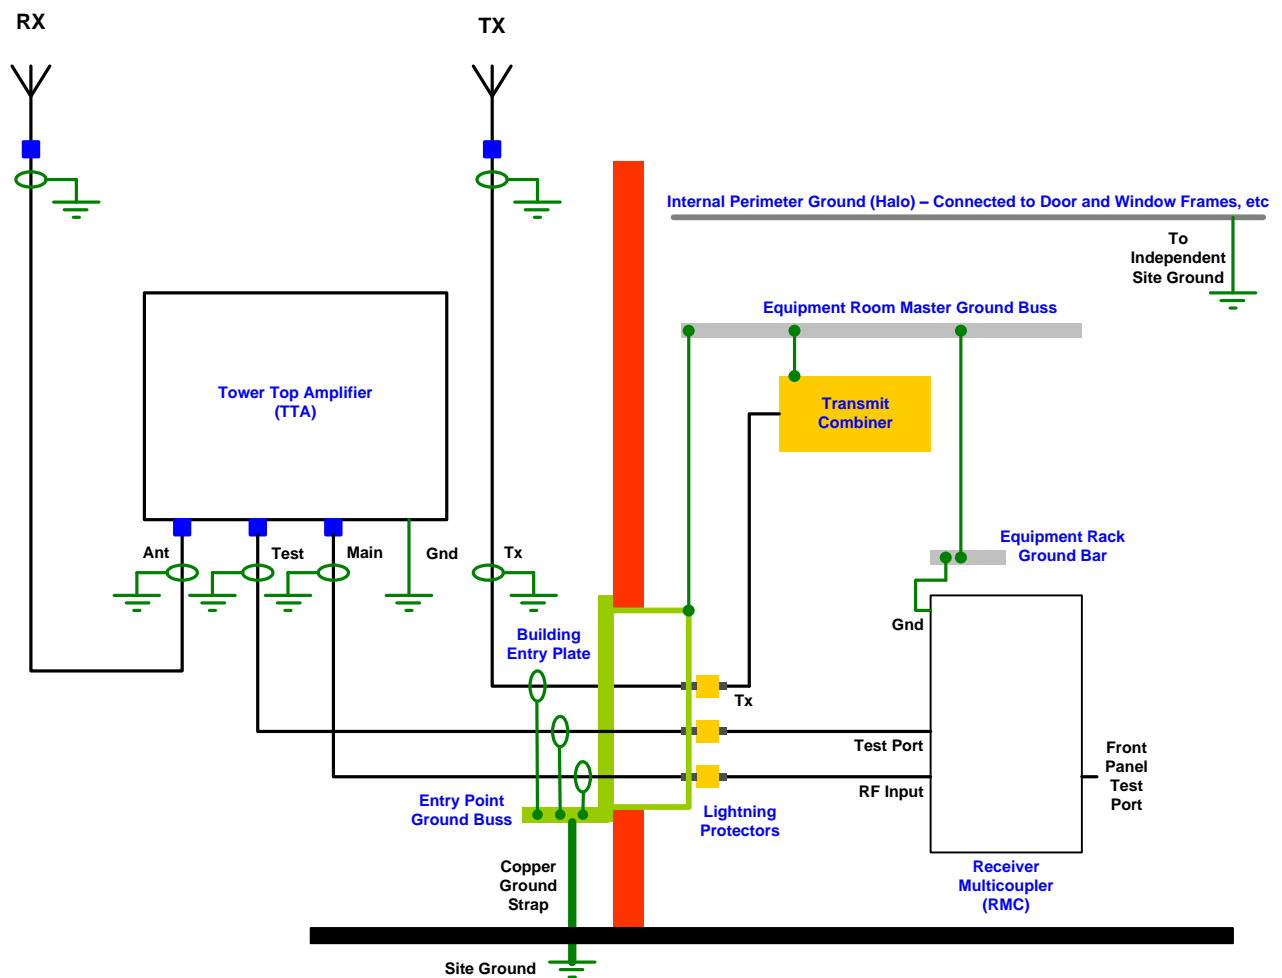 RX
TX
Internal Perimeter Ground (Halo) – Connected to Door and Window Frames, etc
To
Independent
Site Ground
Equipment Room Master Ground Buss
Tower Top Amplifier
(TTA)
Transmit
Combiner
Ant
Test
Main
Gnd
Tx
Equipment Rack
Ground Bar
Gnd
Building
Entry Plate
Tx
Test Port
Front
Panel
Test
Port
RF Input
Entry Point
Ground Buss
Lightning
Protectors
Copper
Ground
Strap
Receiver
Multicoupler
(RMC)
Site Ground